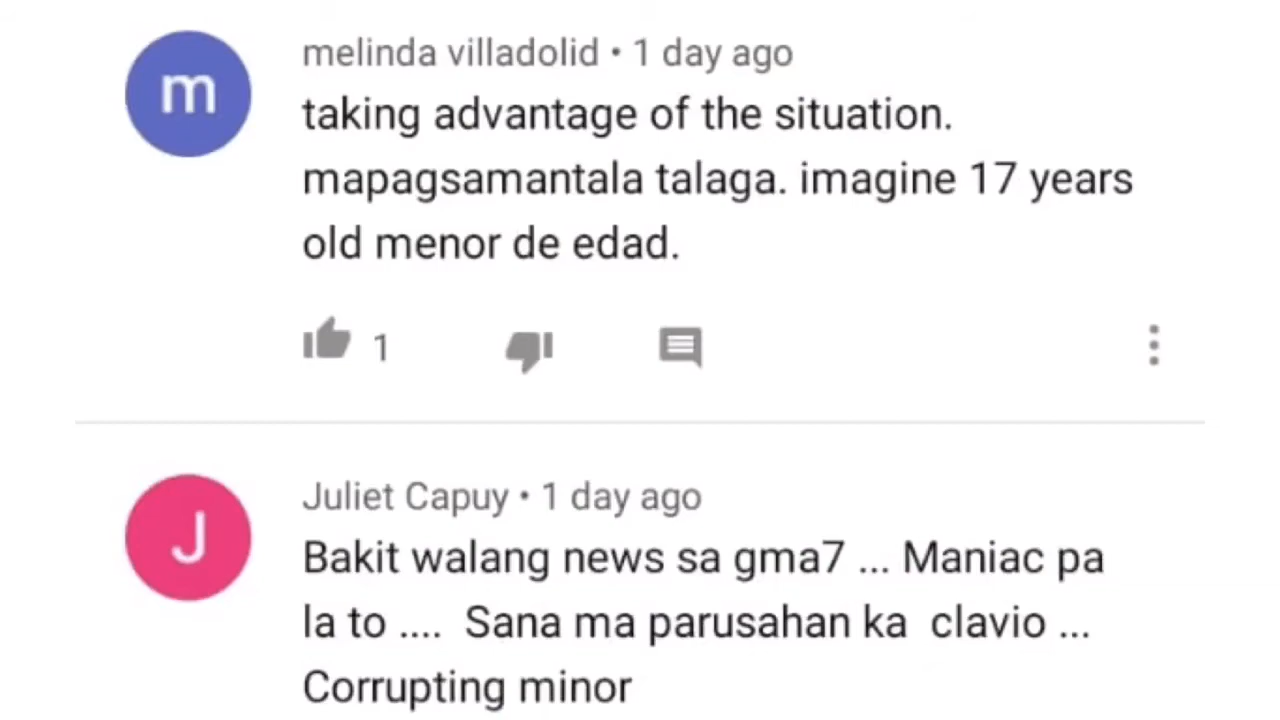 m
melinda villadolid • 1 day ago
taking advantage of the situation.
mapagsamantala talaga. imagine 17 years
old menor de edad.
1
J
Juliet Capuy • 1 day ago
Bakit walang news sa gma7 ... Maniac pa
la to .... Sana ma parusahan ka clavio ...
Corrupting minor